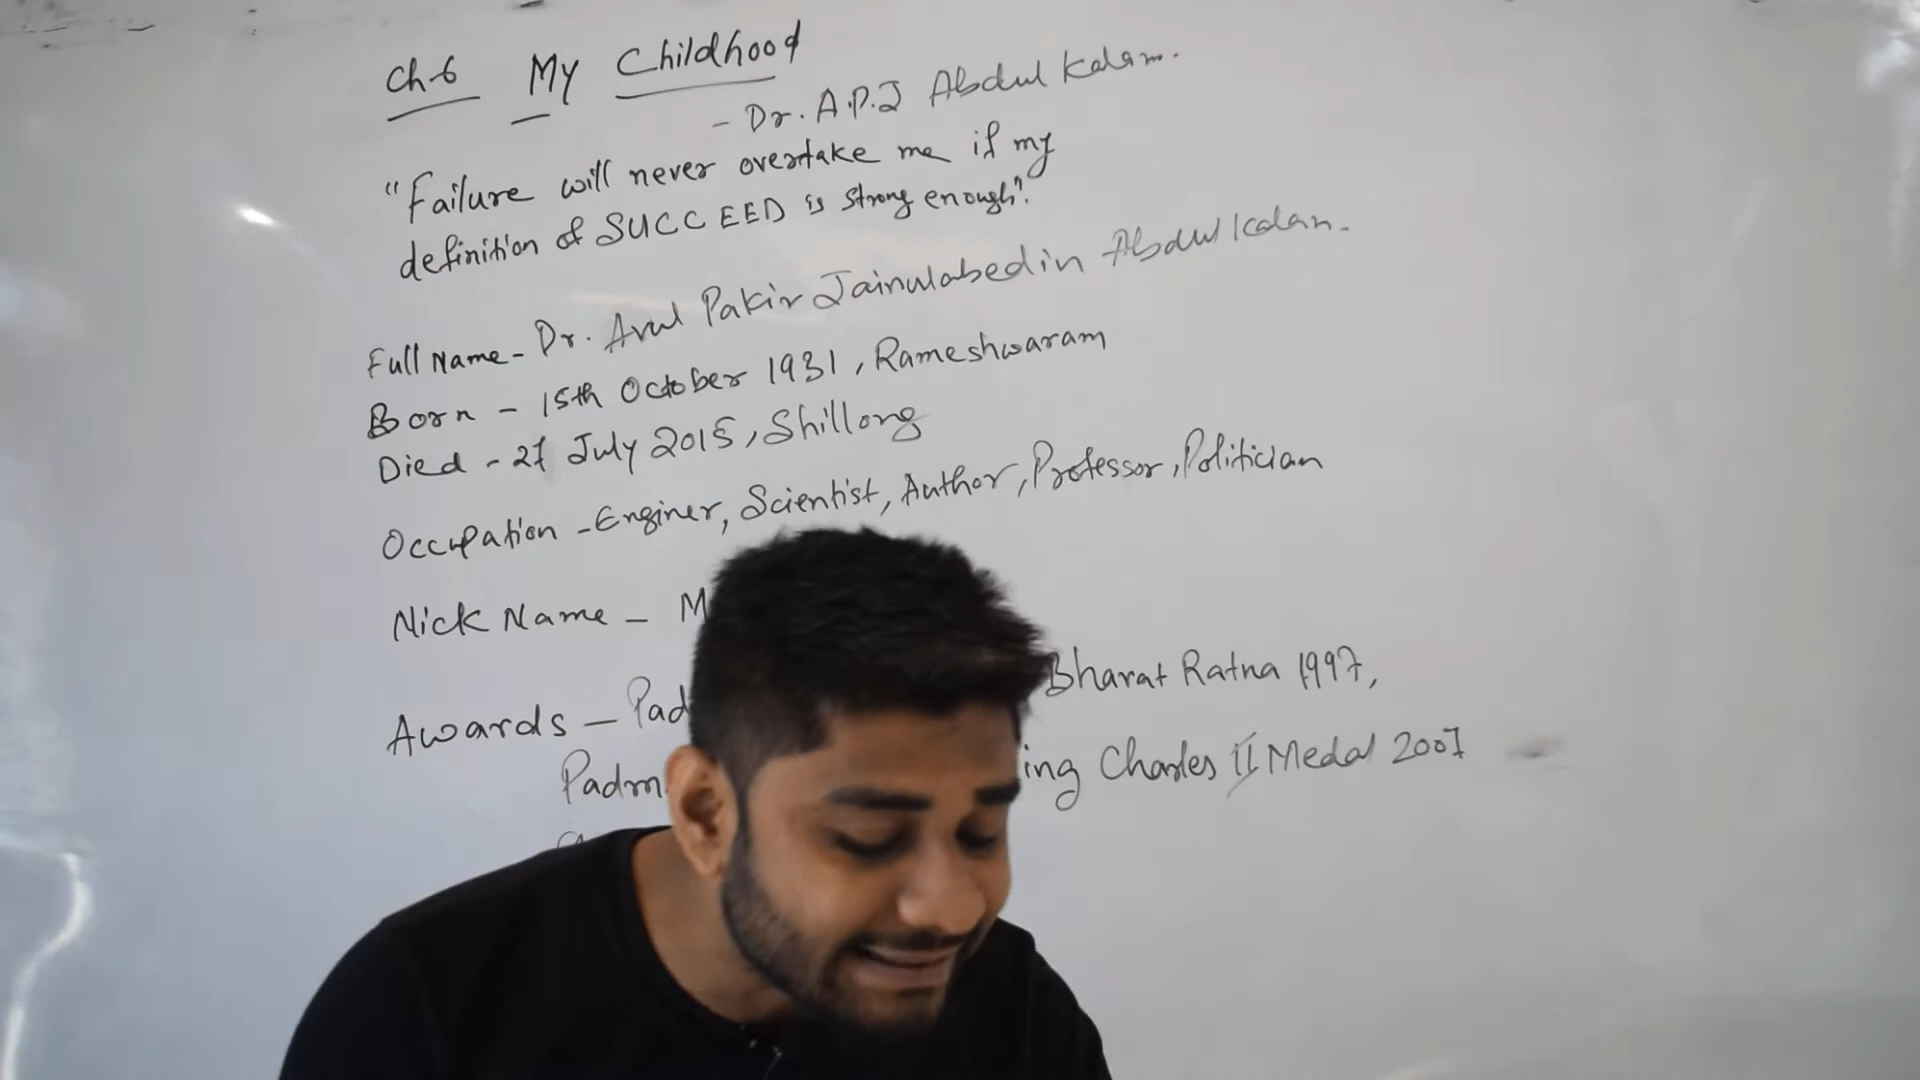 Ch-6 My Childhood
- Dr. A.P.J Abdul Kalam.
"Failure will never overtake me if my
definition of SUCCEED is strong enough".
Full Name - Dr. Avul Pakir Jainulabedin Abdul Kalam.
Born - 15th October 1931, Rameshwaram
Died - 27 July 2015, Shillong
Occupation - Enginer, Scientist, Author, Professor, Politician
Nick Name - M
Awards - Pad Bharat Ratna 1997,
Padm ing Charles II Medal 2007